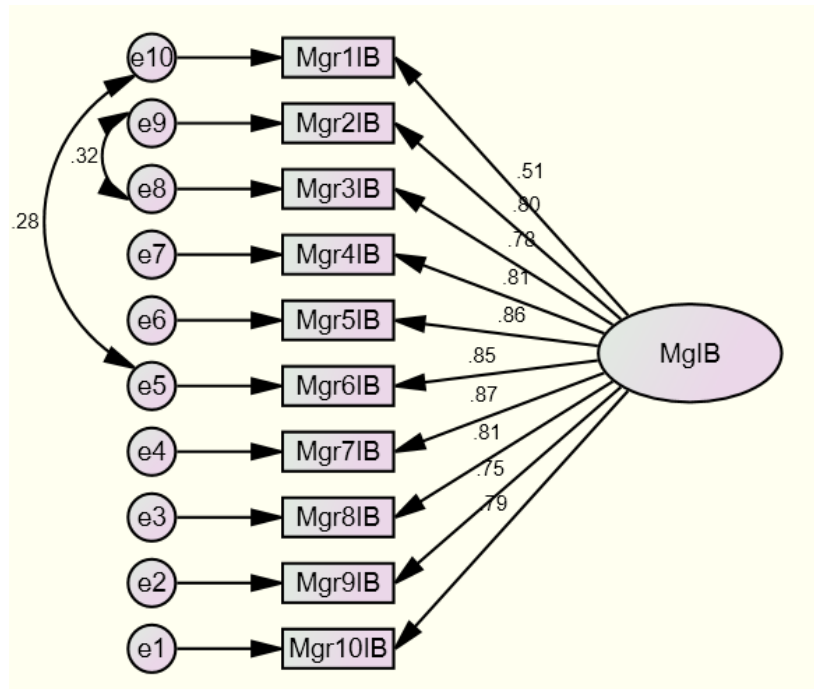 e10 Mgr1IB
e9 Mgr2IB
.32
e8 Mgr3IB
.28
e7 Mgr4IB
e6 Mgr5IB
e5 Mgr6IB
e4 Mgr7IB
e3 Mgr8IB
e2 Mgr9IB
e1 Mgr10IB
.51
.80
.78
.81
.86
.85
.87
.81
.75
.79
MgIB